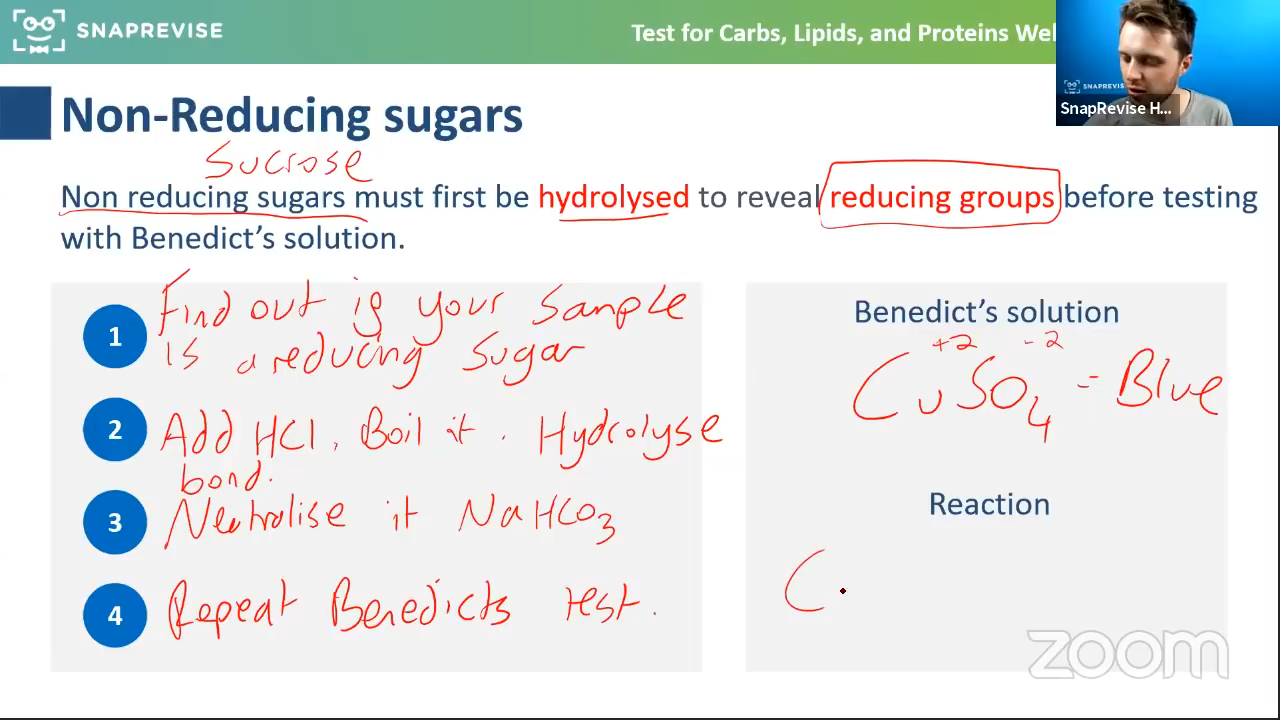 SNAPREVISE
Test for Carbs, Lipids, and Proteins
SNAPREVISE
SnapRevise H...
Non-Reducing sugars
Sucrose
Non reducing sugars must first be hydrolysed to reveal reducing groups before testing
with Benedict's solution.
1
Find out if your Sample
is a reducing Sugar
2
Add HCl, Boil it. Hydrolyse
bond.
3
Neutralise it NaHCO3
4
Repeat Benedicts test.
Benedict's solution
+2 -2
CuSO4 = Blue
Reaction
C
zoom